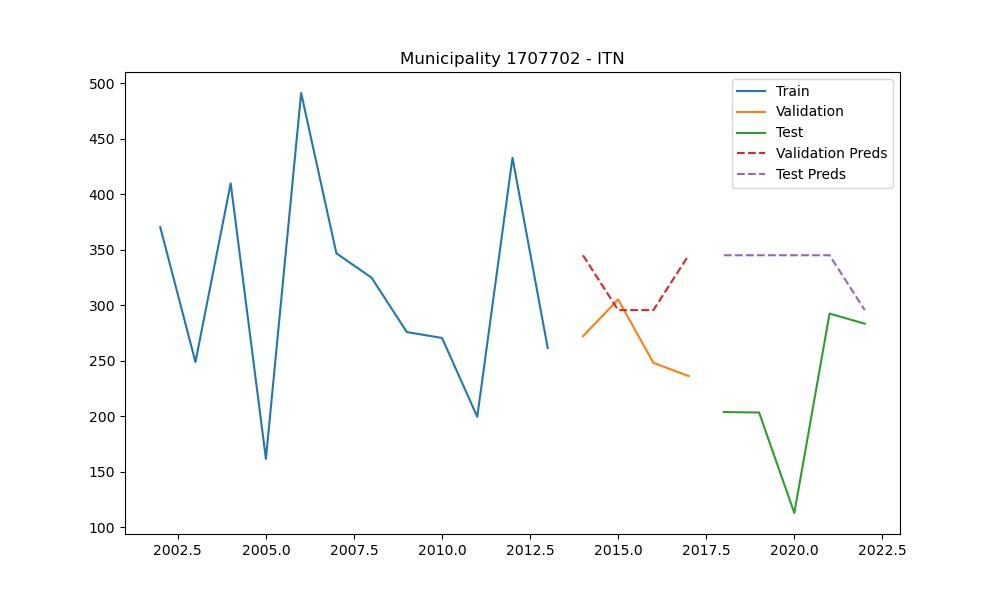 Municipality 1707702 - ITN
500
450
400
350
300
250
200
150
100
2002.5 2005.0 2007.5 2010.0 2012.5 2015.0 2017.5 2020.0 2022.5
Train
Validation
Test
Validation Preds
Test Preds